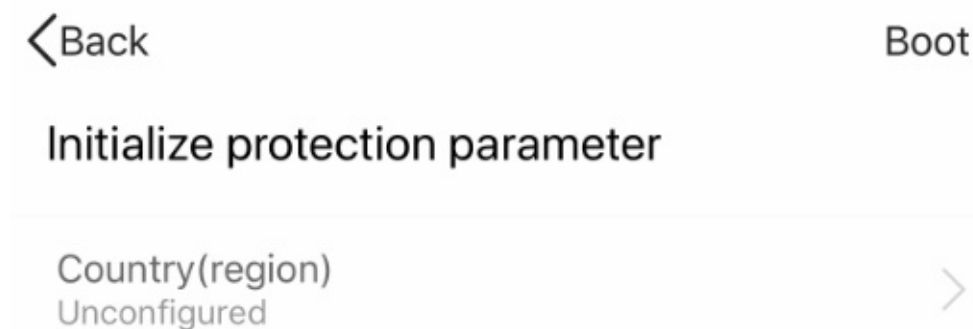 Back
Boot
Initialize protection parameter
Country(region)
Unconfigured